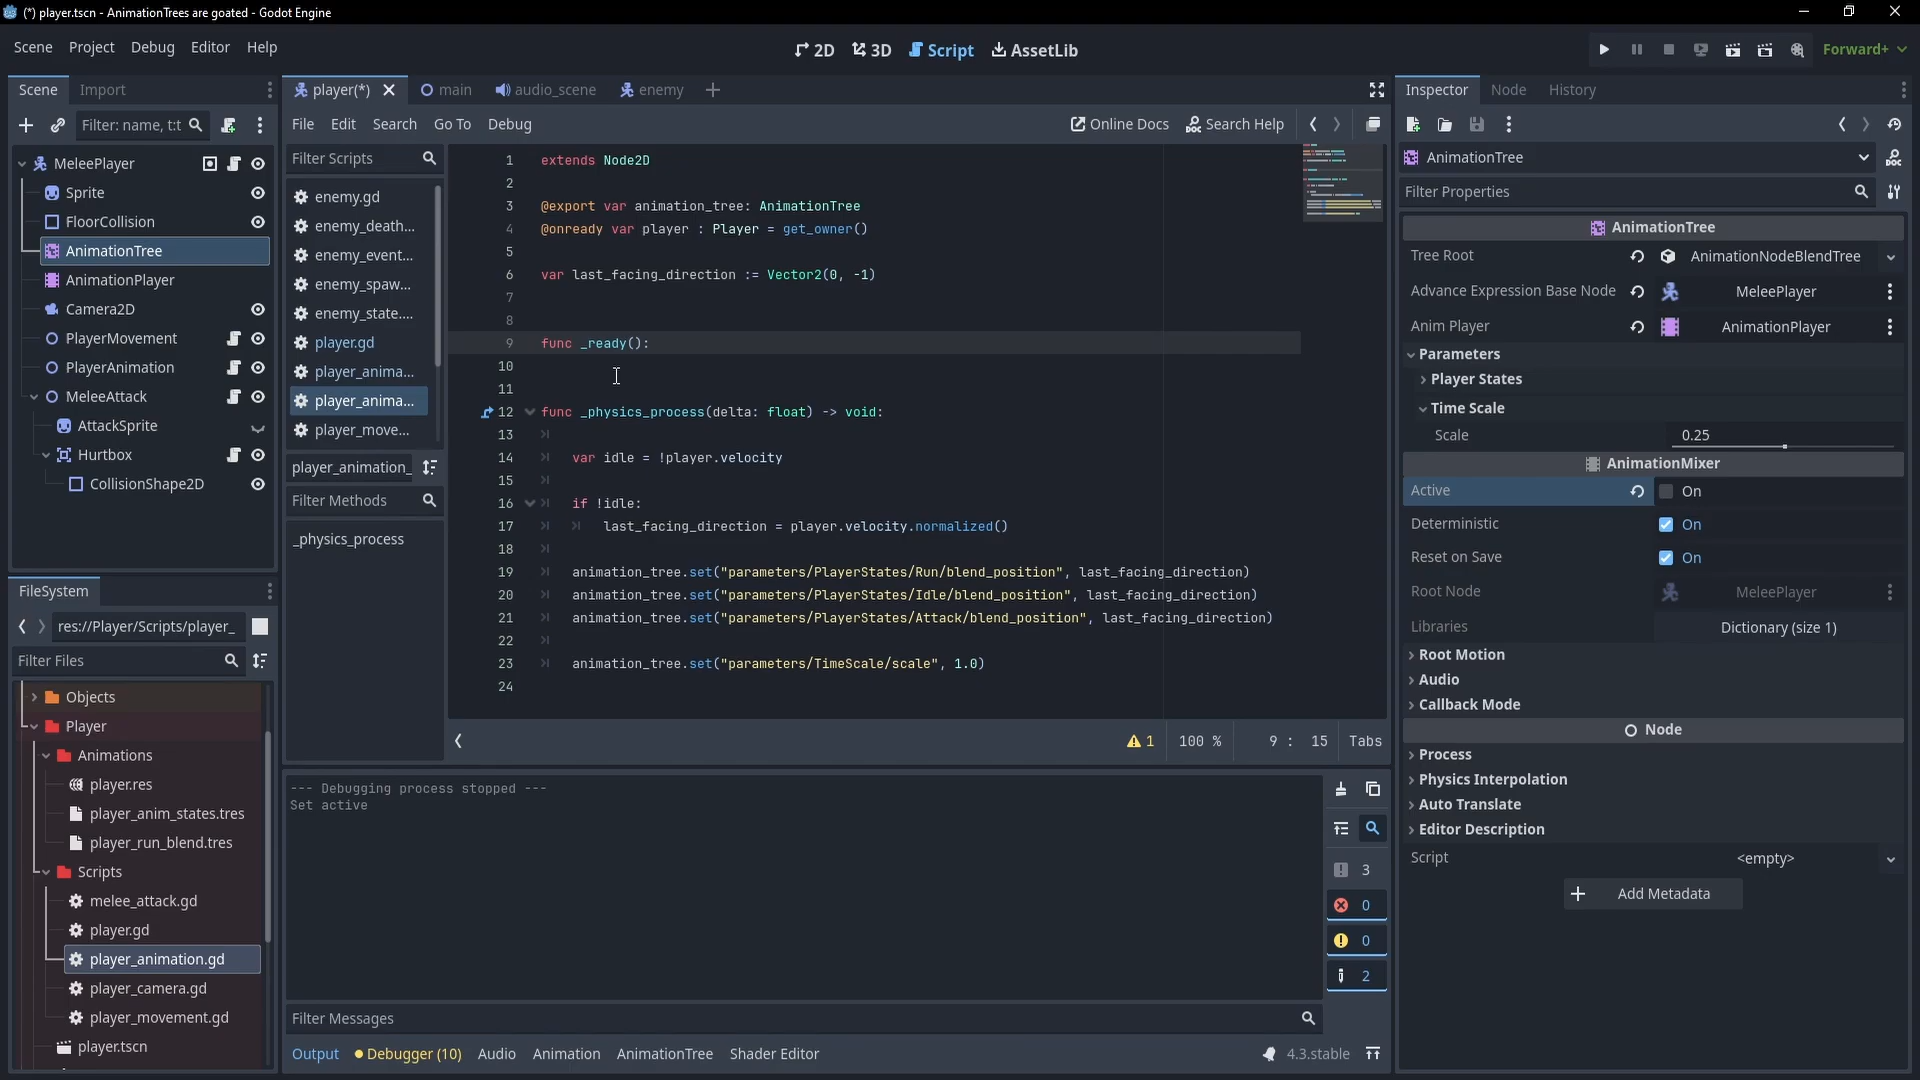 (*) player.tscn - AnimationTrees are goated - Godot Engine
Scene Project Debug Editor Help
2D 3D Script AssetLib
Forward+
Scene Import
player(*) main audio_scene enemy
Inspector Node History
Filter: name, t:t
File Edit Search Go To Debug
Online Docs Search Help
MeleePlayer
Sprite
FloorCollision
AnimationTree
AnimationPlayer
Camera2D
PlayerMovement
PlayerAnimation
MeleeAttack
AttackSprite
Hurtbox
CollisionShape2D
FileSystem
res://Player/Scripts/player_
Filter Files
Objects
Player
Animations
player.res
player_anim_states.tres
player_run_blend.tres
Scripts
melee_attack.gd
player.gd
player_animation.gd
player_camera.gd
player_movement.gd
player.tscn
Filter Scripts
enemy.gd
enemy_death...
enemy_event...
enemy_spaw...
enemy_state....
player.gd
player_anima...
player_anima...
player_move...
player_animation_
Filter Methods
_physics_process
1 extends Node2D
2
3 @export var animation_tree: AnimationTree
4 @onready var player : Player = get_owner()
5
6 var last_facing_direction := Vector2(0, -1)
7
8
9 func _ready():
10
11
12 func _physics_process(delta: float) -> void:
13
14 var idle = !player.velocity
15
16 if !idle:
17 last_facing_direction = player.velocity.normalized()
18
19 animation_tree.set("parameters/PlayerStates/Run/blend_position", last_facing_direction)
20 animation_tree.set("parameters/PlayerStates/Idle/blend_position", last_facing_direction)
21 animation_tree.set("parameters/PlayerStates/Attack/blend_position", last_facing_direction)
22
23 animation_tree.set("parameters/TimeScale/scale", 1.0)
24
1 100 % 9 : 15 Tabs
--- Debugging process stopped ---
Set active
3
0
0
2
Filter Messages
Output Debugger (10) Audio Animation AnimationTree Shader Editor
4.3.stable
AnimationTree
Filter Properties
AnimationTree
Tree Root AnimationNodeBlendTree
Advance Expression Base Node MeleePlayer
Anim Player AnimationPlayer
Parameters
Player States
Time Scale
Scale 0.25
AnimationMixer
Active On
Deterministic On
Reset on Save On
Root Node MeleePlayer
Libraries Dictionary (size 1)
Root Motion
Audio
Callback Mode
Node
Process
Physics Interpolation
Auto Translate
Editor Description
Script <empty>
Add Metadata